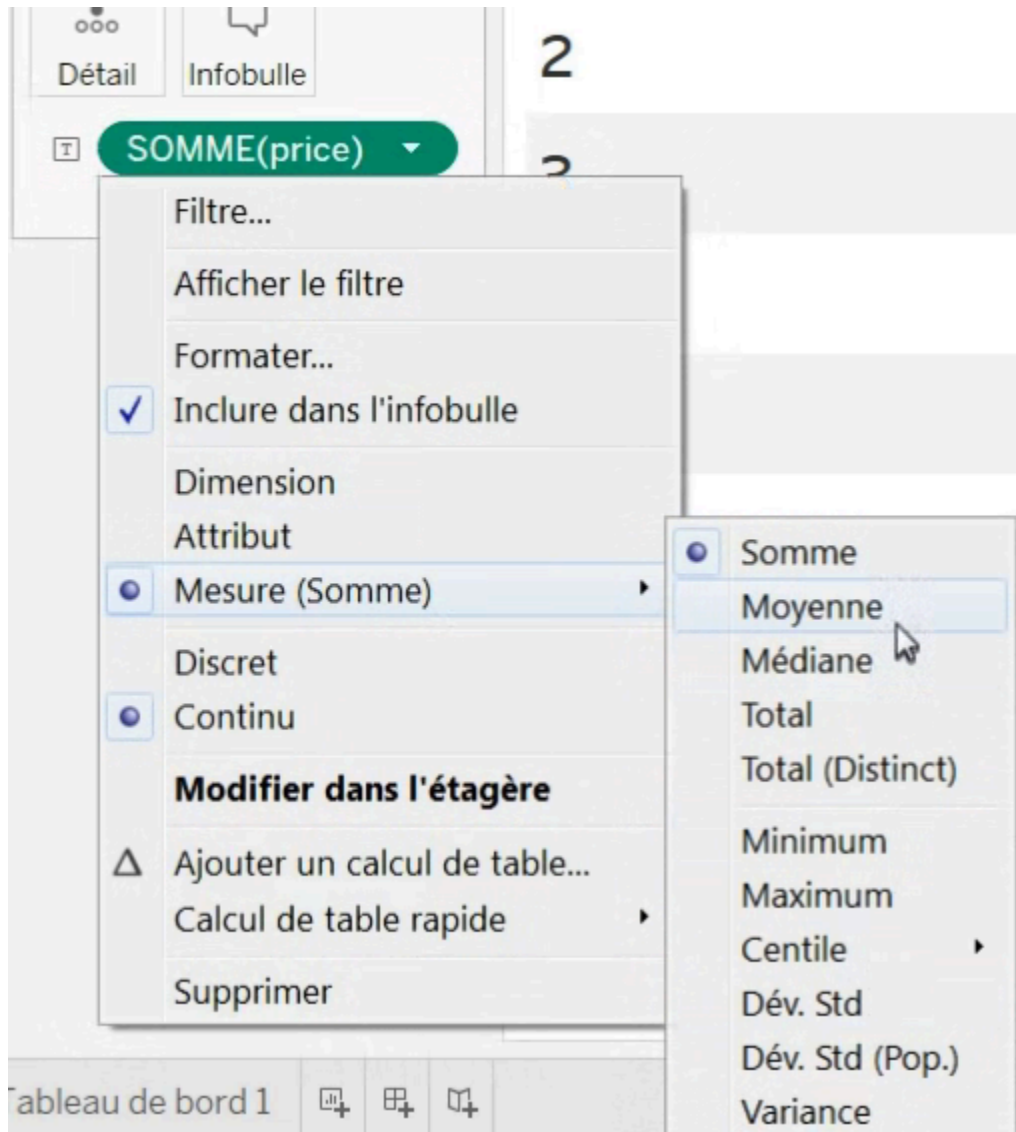 Détail
Infobulle
2
T
SOMME(price)
3
Filtre...
Afficher le filtre
Formater...
Inclure dans l'infobulle
Dimension
Attribut
Mesure (Somme)
Discret
Continu
Modifier dans l'étagère
Ajouter un calcul de table...
Calcul de table rapide
Supprimer
Somme
Moyenne
Médiane
Total
Total (Distinct)
Minimum
Maximum
Centile
Dév. Std
Dév. Std (Pop.)
Variance
Tableau de bord 1